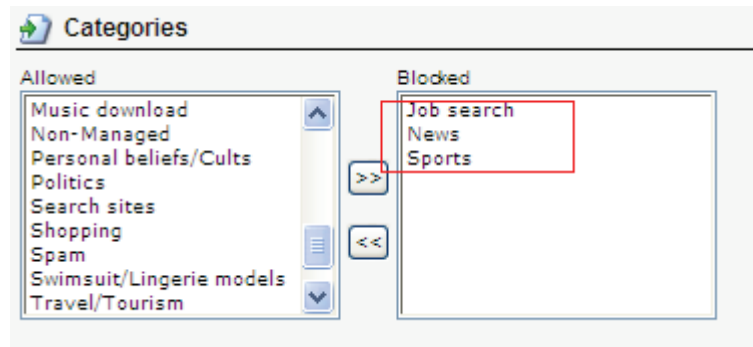 Categories
Allowed
Music download
Non-Managed
Personal beliefs/Cults
Politics
Search sites
Shopping
Spam
Swimsuit/Lingerie models
Travel/Tourism
>>
<<
Blocked
Job search
News
Sports